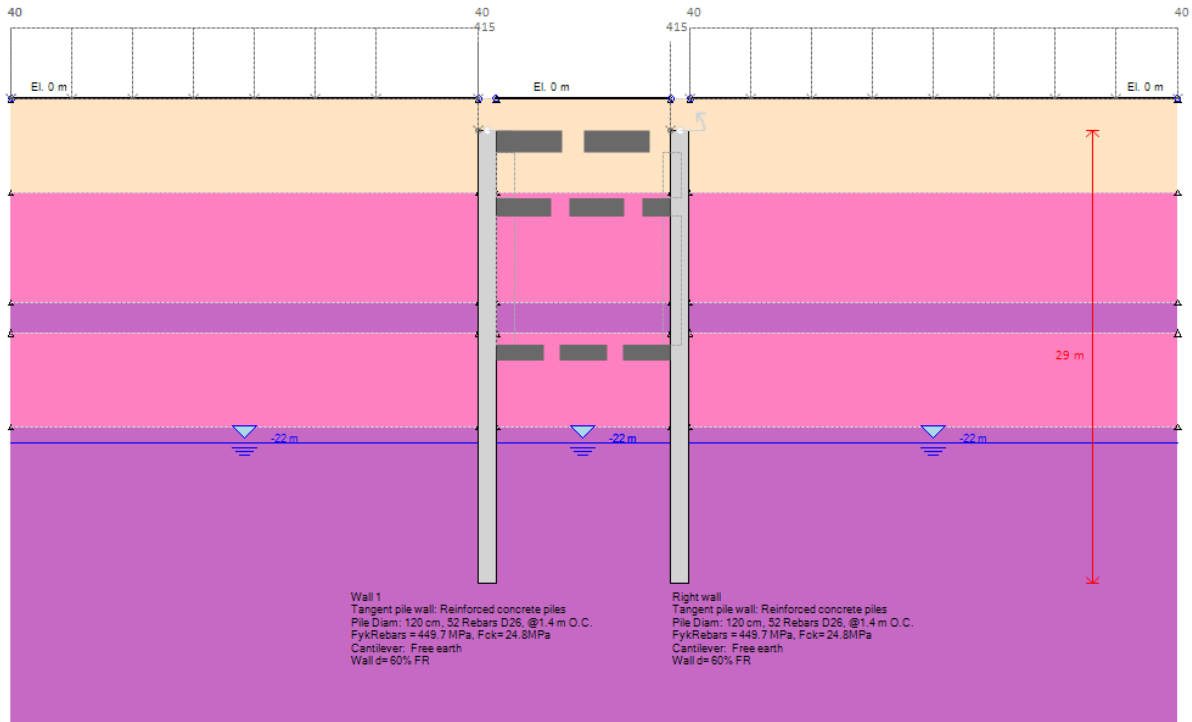 40 40 40 40
415 415
El. 0 m El. 0 m El. 0 m
29 m
-22 m -22 m -22 m
Wall 1
Tangent pile wall: Reinforced concrete piles
Pile Diam: 120 cm, 52 Rebars D26, @1.4 m O.C.
FykRebars = 449.7 MPa, Fck= 24.8MPa
Cantilever: Free earth
Wall d= 60% FR
Right wall
Tangent pile wall: Reinforced concrete piles
Pile Diam: 120 cm, 52 Rebars D26, @1.4 m O.C.
FykRebars = 449.7 MPa, Fck= 24.8MPa
Cantilever: Free earth
Wall d= 60% FR